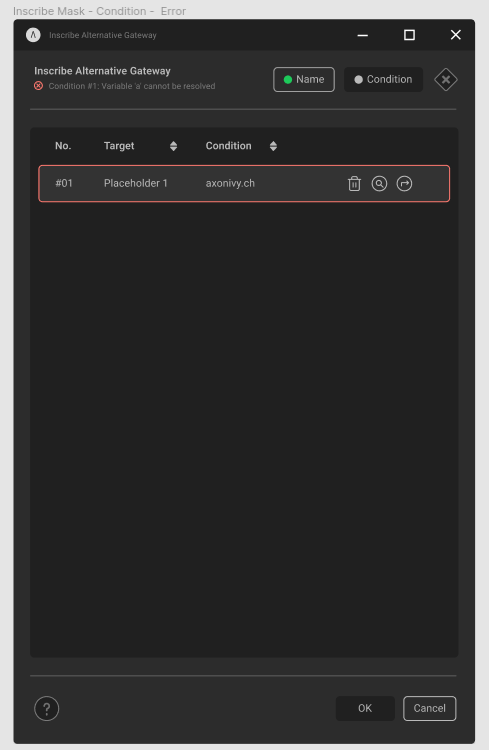 Inscribe Mask - Condition - Error
Inscribe Alternative Gateway
Inscribe Alternative Gateway
Condition #1: Variable 'a' cannot be resolved
Name
Condition
No. Target Condition
#01 Placeholder 1 axonivy.ch
?
OK
Cancel